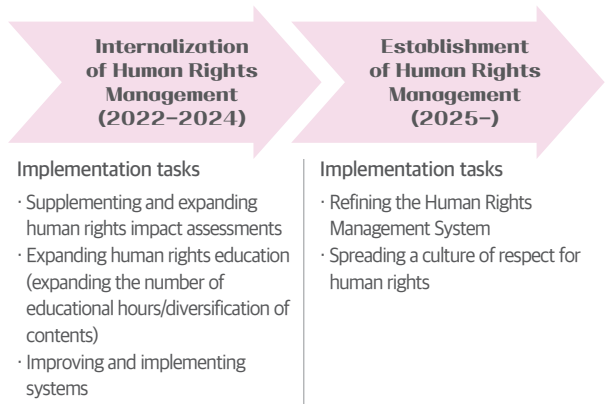 Internalization
of Human Rights
Management
(2022-2024)
Implementation tasks
· Supplementing and expanding
human rights impact assessments
· Expanding human rights education
(expanding the number of
educational hours/diversification of
contents)
· Improving and implementing
systems
Establishment
of Human Rights
Management
(2025-)
Implementation tasks
· Refining the Human Rights
Management System
· Spreading a culture of respect for
human rights